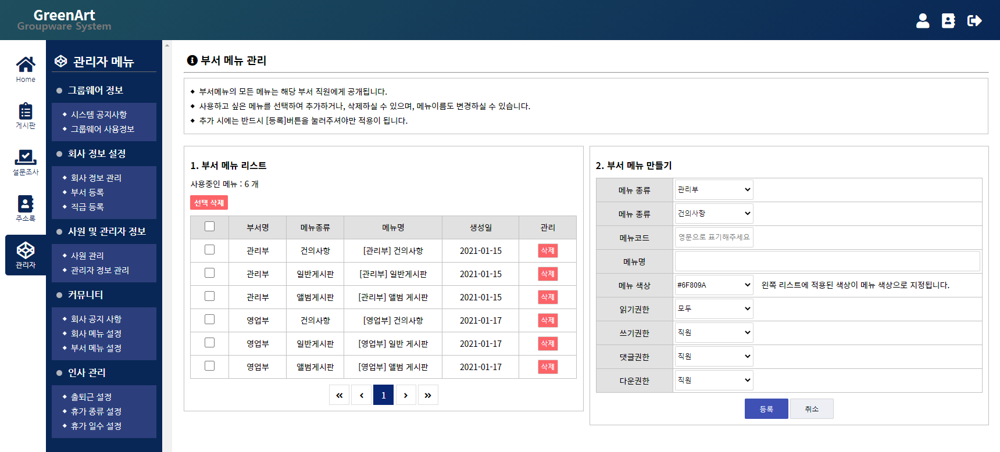 GreenArt
Groupware System
Home
게시판
설문조사
주소록
관리자
관리자 메뉴
그룹웨어 정보
시스템 공지사항
그룹웨어 사용정보
회사 정보 설정
회사 정보 관리
부서 등록
직급 등록
사원 및 관리자 정보
사원 관리
관리자 정보 관리
커뮤니티
회사 공지 사항
회사 메뉴 설정
부서 메뉴 설정
인사 관리
출퇴근 설정
휴가 종류 설정
휴가 일수 설정
부서 메뉴 관리
부서메뉴의 모든 메뉴는 해당 부서 직원에게 공개됩니다.
사용하고 싶은 메뉴를 선택하여 추가하거나, 삭제하실 수 있으며, 메뉴이름도 변경하실 수 있습니다.
추가 시에는 반드시 [등록]버튼을 눌러주셔야만 적용이 됩니다.
1. 부서 메뉴 리스트
사용중인 메뉴 : 6 개
선택 삭제
부서명 메뉴종류 메뉴명 생성일 관리
관리부 건의사항 [관리부] 건의사항 2021-01-15 삭제
관리부 일반게시판 [관리부] 일반게시판 2021-01-15 삭제
관리부 앨범게시판 [관리부] 앨범 게시판 2021-01-15 삭제
영업부 건의사항 [영업부] 건의사항 2021-01-17 삭제
영업부 일반게시판 [영업부] 일반 게시판 2021-01-17 삭제
영업부 앨범게시판 [영업부] 앨범 게시판 2021-01-17 삭제
« ‹ 1 › »
2. 부서 메뉴 만들기
메뉴 종류 관리부
메뉴 종류 건의사항
메뉴코드 영문으로 표기해주세요
메뉴명
메뉴 색상 #6F809A 왼쪽 리스트에 적용된 색상이 메뉴 색상으로 지정됩니다.
읽기권한 모두
쓰기권한 직원
댓글권한 직원
다운권한 직원
등록 취소